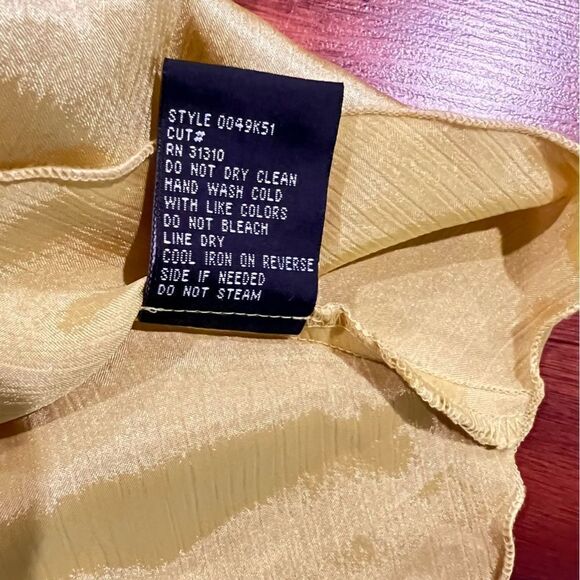 STYLE 0049K51
CUT#
RN 31310
DO NOT DRY CLEAN
HAND WASH COLD
WITH LIKE COLORS
DO NOT BLEACH
LINE DRY
COOL IRON ON REVERSE
SIDE IF NEEDED
DO NOT STEAM